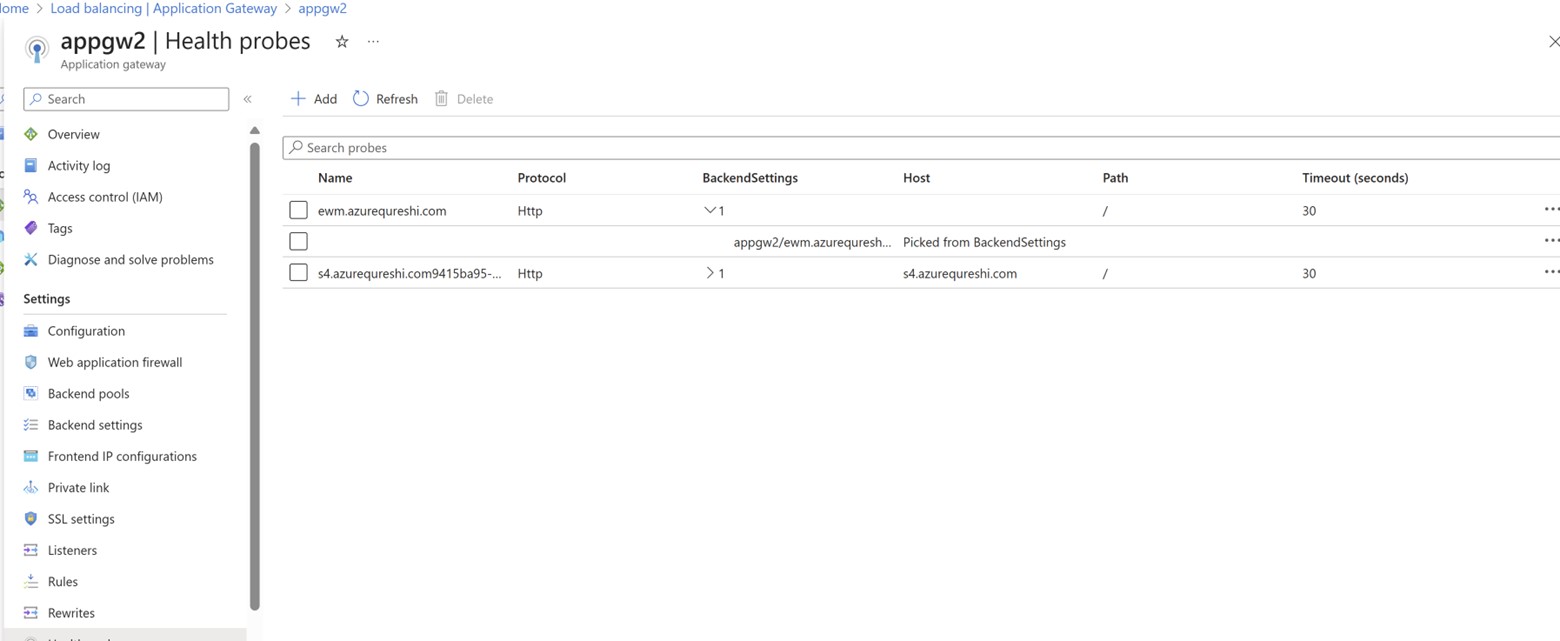 Home > Load balancing | Application Gateway > appgw2
appgw2 | Health probes
Application gateway
Search
Add Refresh Delete
Overview
Activity log
Access control (IAM)
Tags
Diagnose and solve problems
Settings
Configuration
Web application firewall
Backend pools
Backend settings
Frontend IP configurations
Private link
SSL settings
Listeners
Rules
Rewrites
Search probes
Name Protocol BackendSettings Host Path Timeout (seconds)
ewm.azurequreshi.com Http 1 / 30
appgw2/ewm.azurequresh... Picked from BackendSettings
s4.azurequreshi.com9415ba95-... Http 1 s4.azurequreshi.com / 30